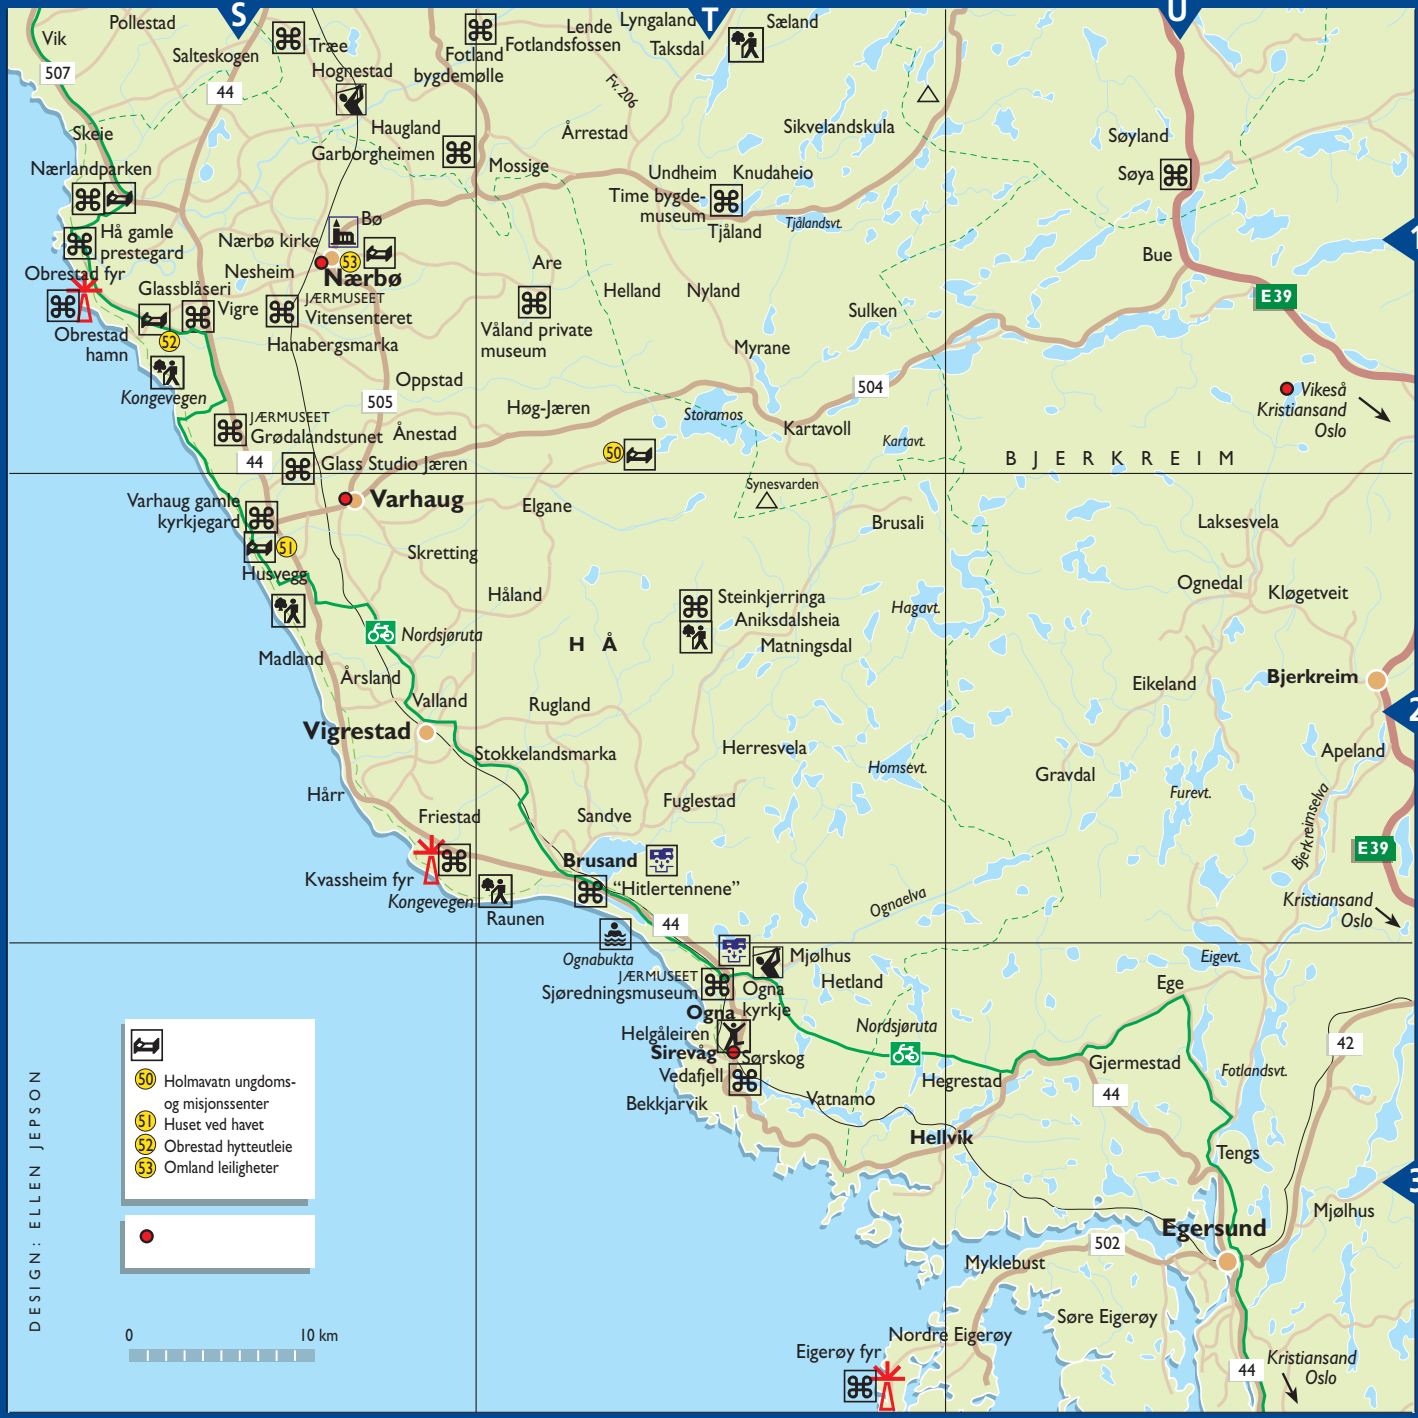 S
T
U
Vik
Pollestad
Salteskogen
Træe
Hognestad
Fotland
bygdemølle
Lende
Fotlandsfossen
Lyngaland
Taksdal
Sæland
507
44
Fv. 206
Skeie
Haugland
Garborgheimen
Årrestad
Sikvelandskula
Søyland
Søya
Nærlandparken
Mossige
Undheim
Knudaheio
Time bygde-
museum
Tjålandsvt.
Tjåland
Hå gamle
prestegard
Bø
Nærbø kirke
53
Nærbø
Nesheim
Obrestad fyr
Glassblåseri
Vigre
JÆRMUSEET
Vitensenteret
Hanabergsmarka
Obrestad
hamn
52
Kongevegen
Are
Helland
Nyland
Våland private
museum
Myrane
Sulken
Bue
1
E39
Vikeså
Kristiansand
Oslo
Oppstad
505
504
Høg-Jæren
Storamos
Kartavoll
Kartavt.
JÆRMUSEET
Grødalandstunet
Ånestad
44
Glass Studio Jæren
50
BJERKREIM
Synesvarden
Varhaug gamle
kyrkjegard
Varhaug
Elgane
Brusali
Laksesvela
51
Husvegg
Skretting
Håland
Ognedal
Kløgetveit
Steinkjerringa
Aniksdalsheia
Matningsdal
Hagavt.
HÅ
Nordsjøruta
Madland
Årsland
Valland
Rugland
Eikeland
Bjerkreim
2
Vigrestad
Stokkelandsmarka
Herresvela
Homsevt.
Gravdal
Furevt.
Apeland
Bjerkreimselva
Hårr
Friestad
Sandve
Fuglestad
Brusand
"Hitlertennene"
E39
Kvassheim fyr
Kongevegen
Raunen
44
Ognaelva
Kristiansand
Oslo
Ognabukta
Mjølhus
Hetland
Eigevt.
Ege
JÆRMUSEET
Sjøredningsmuseum
Ogna
kyrkje
Ogna
Helgåleiren
Sirevåg
Sørskog
Vedafjell
Bekkjarvik
Nordsjøruta
Hegrestad
Vatnamo
Hellvik
Gjermestad
44
Fotlandsvt.
42
Tengs
3
Mjølhus
Egersund
502
Myklebust
Søre Eigerøy
Nordre Eigerøy
Eigerøy fyr
44
Kristiansand
Oslo
50 Holmavatn ungdoms-
og misjonssenter
51 Huset ved havet
52 Obrestad hytteutleie
53 Omland leiligheter
0 10 km
DESIGN: ELLEN JEPSON